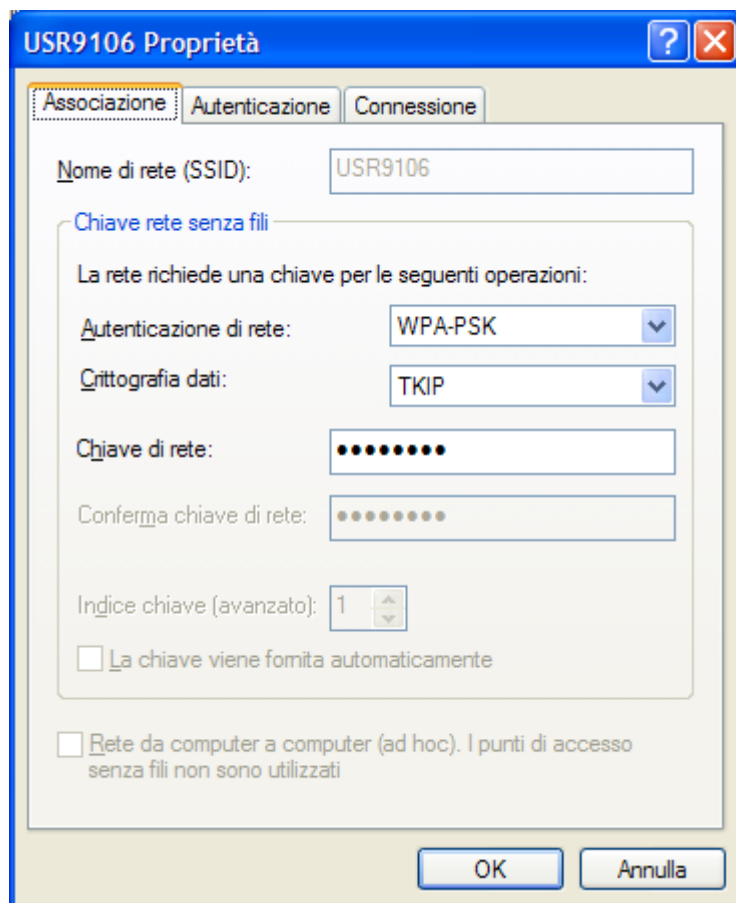 USR9106 Proprietà
Associazione Autenticazione Connessione
Nome di rete (SSID): USR9106
Chiave rete senza fili
La rete richiede una chiave per le seguenti operazioni:
Autenticazione di rete: WPA-PSK
Crittografia dati: TKIP
Chiave di rete: ••••••••
Conferma chiave di rete: ••••••••
Indice chiave (avanzato): 1
La chiave viene fornita automaticamente
Rete da computer a computer (ad hoc). I punti di accesso
senza fili non sono utilizzati
OK Annulla